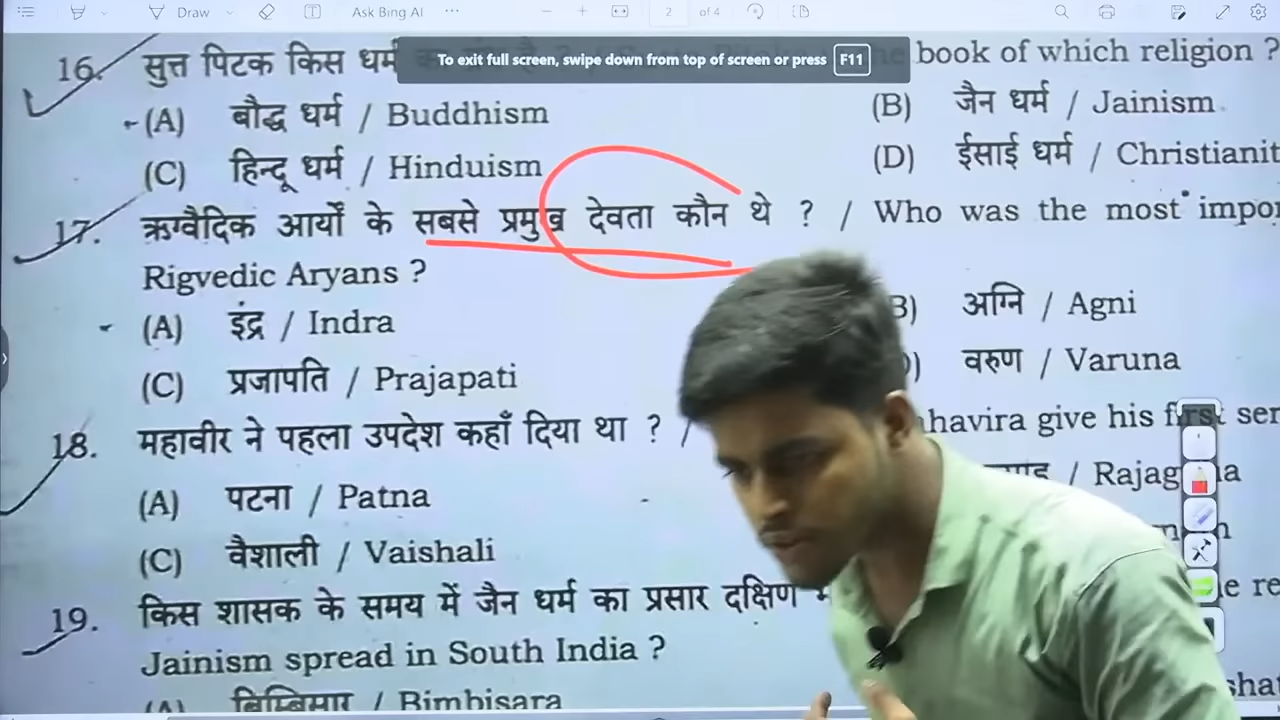 Draw Ask Bing AI 2 of 4
To exit full screen, swipe down from top of screen or press F11
16. सुत्त पिटक किस धर्म book of which religion ?
(A) बौद्ध धर्म / Buddhism (B) जैन धर्म / Jainism
(C) हिन्दू धर्म / Hinduism (D) ईसाई धर्म / Christianit
17. ऋग्वैदिक आर्यों के सबसे प्रमुख देवता कौन थे ? / Who was the most impor
Rigvedic Aryans ?
(A) इंद्र / Indra B) अग्नि / Agni
(C) प्रजापति / Prajapati ) वरुण / Varuna
18. महावीर ने पहला उपदेश कहाँ दिया था ? / havira give his first ser
(A) पटना / Patna / Rajag a
(C) वैशाली / Vaishali
19. किस शासक के समय में जैन धर्म का प्रसार दक्षिण e re
Jainism spread in South India ?
(A) बिम्बिसार / Bimbisara sha